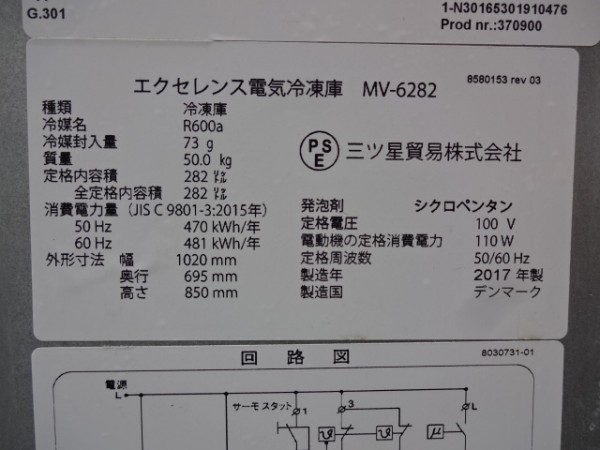 G.301
1-N30165301910476
Prod nr.:370900
エクセレンス電気冷凍庫 MV-6282
8580153 rev 03
種類 冷凍庫
冷媒名 R600a
冷媒封入量 73 g
質量 50.0 kg
定格内容積 282 ㍑
全定格内容積 282 ㍑
消費電力量（JIS C 9801-3:2015年）
50 Hz 470 kWh/年
60 Hz 481 kWh/年
外形寸法 幅 1020 mm
奥行 695 mm
高さ 850 mm
PSE 三ツ星貿易株式会社
発泡剤 シクロペンタン
定格電圧 100 V
電動機の定格消費電力 110 W
定格周波数 50/60 Hz
製造年 2017 年製
製造国 デンマーク
回路図
8030731-01
電源
L
サーモスタット 1 3 L
ϑ ϑ μ